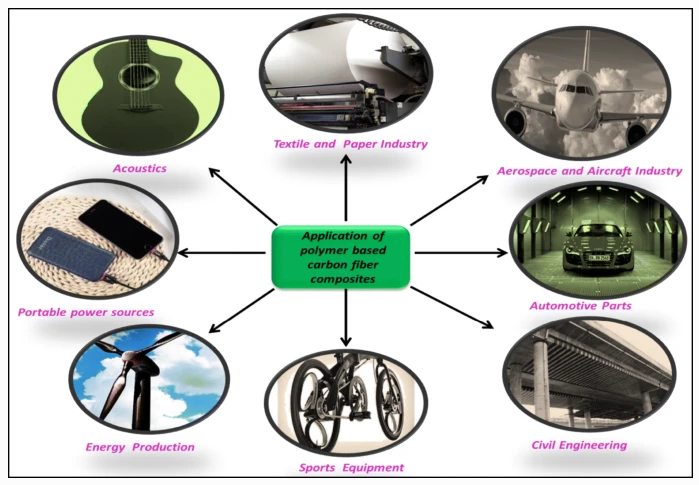 Acoustics
Textile and Paper Industry
Aerospace and Aircraft Industry
Application of
polymer based
carbon fiber
composites
Portable power sources
Automotive Parts
Energy Production
Sports Equipment
Civil Engineering